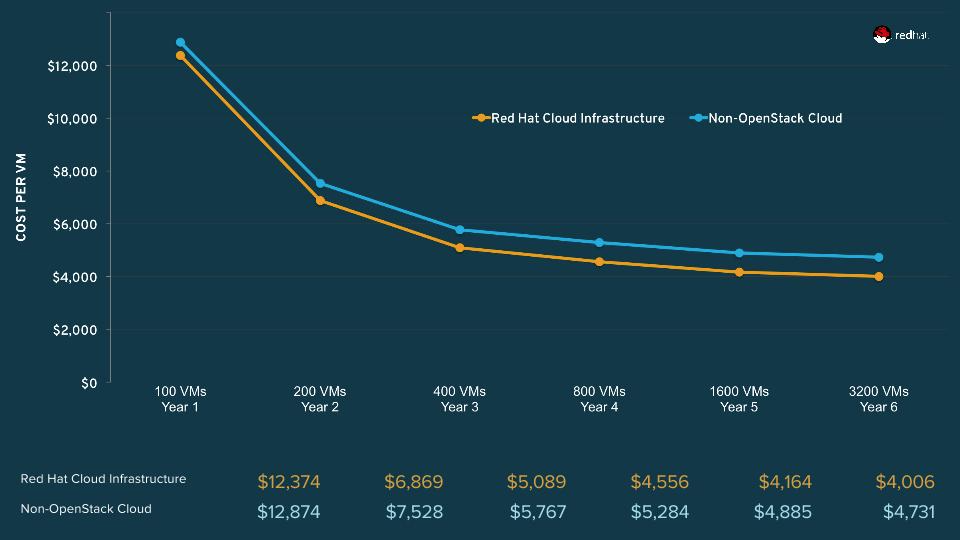 redhat.
$12,000
$10,000
$8,000
$6,000
$4,000
$2,000
$0
COST PER VM
Red Hat Cloud Infrastructure
Non-OpenStack Cloud
100 VMs
Year 1
200 VMs
Year 2
400 VMs
Year 3
800 VMs
Year 4
1600 VMs
Year 5
3200 VMs
Year 6
Red Hat Cloud Infrastructure $12,374 $6,869 $5,089 $4,556 $4,164 $4,006
Non-OpenStack Cloud $12,874 $7,528 $5,767 $5,284 $4,885 $4,731